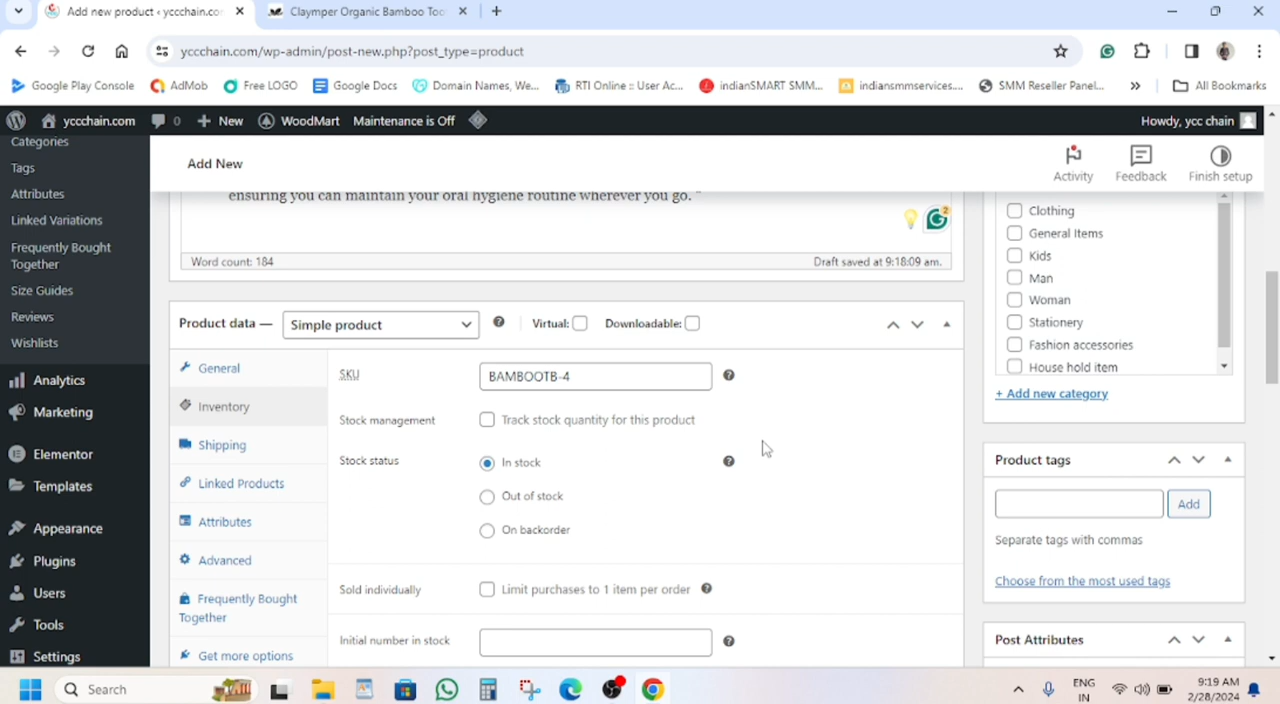 Add new product ‹ yccchain.cor
Claymper Organic Bamboo Too
yccchain.com/wp-admin/post-new.php?post_type=product
Google Play Console
AdMob
Free LOGO
Google Docs
Domain Names, We...
RTI Online :: User Ac...
indianSMART SMM...
indiansmmservices....
SMM Reseller Panel...
»
All Bookmarks
yccchain.com
0
New
WoodMart
Maintenance is Off
Howdy, ycc chain
Categories
Tags
Attributes
Linked Variations
Frequently Bought
Together
Size Guides
Reviews
Wishlists
Analytics
Marketing
Elementor
Templates
Appearance
Plugins
Users
Tools
Settings
Add New
Activity
Feedback
Finish setup
ensuring you can maintain your oral hygiene routine wherever you go. "
2
Word count: 184
Draft saved at 9:18:09 am.
Product data —
Simple product
Virtual:
Downloadable:
General
Inventory
Shipping
Linked Products
Attributes
Advanced
Frequently Bought
Together
Get more options
SKU
BAMBOOTB-4
Stock management
Track stock quantity for this product
Stock status
In stock
Out of stock
On backorder
Sold individually
Limit purchases to 1 item per order
Initial number in stock
Clothing
General Items
Kids
Man
Woman
Stationery
Fashion accessories
House hold item
+ Add new category
Product tags
Add
Separate tags with commas
Choose from the most used tags
Post Attributes
Search
ENG
IN
9:19 AM
2/28/2024